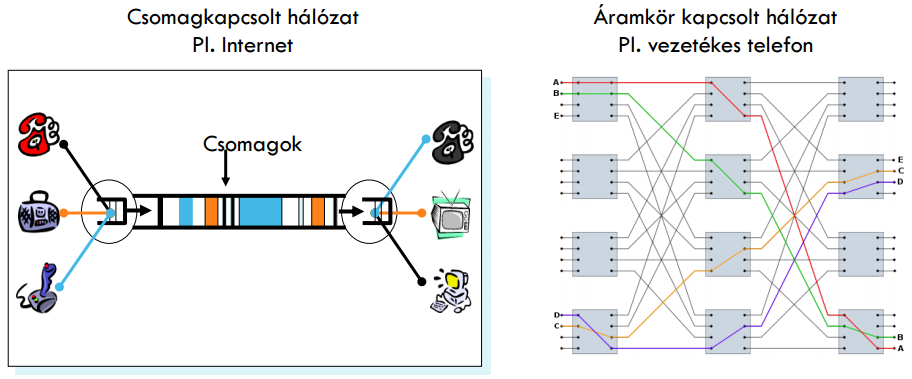 Csomagkapcsolt hálózat
Pl. Internet
Csomagok
Áramkör kapcsolt hálózat
Pl. vezetékes telefon
A
B
E
E
C
D
D
C
B
A